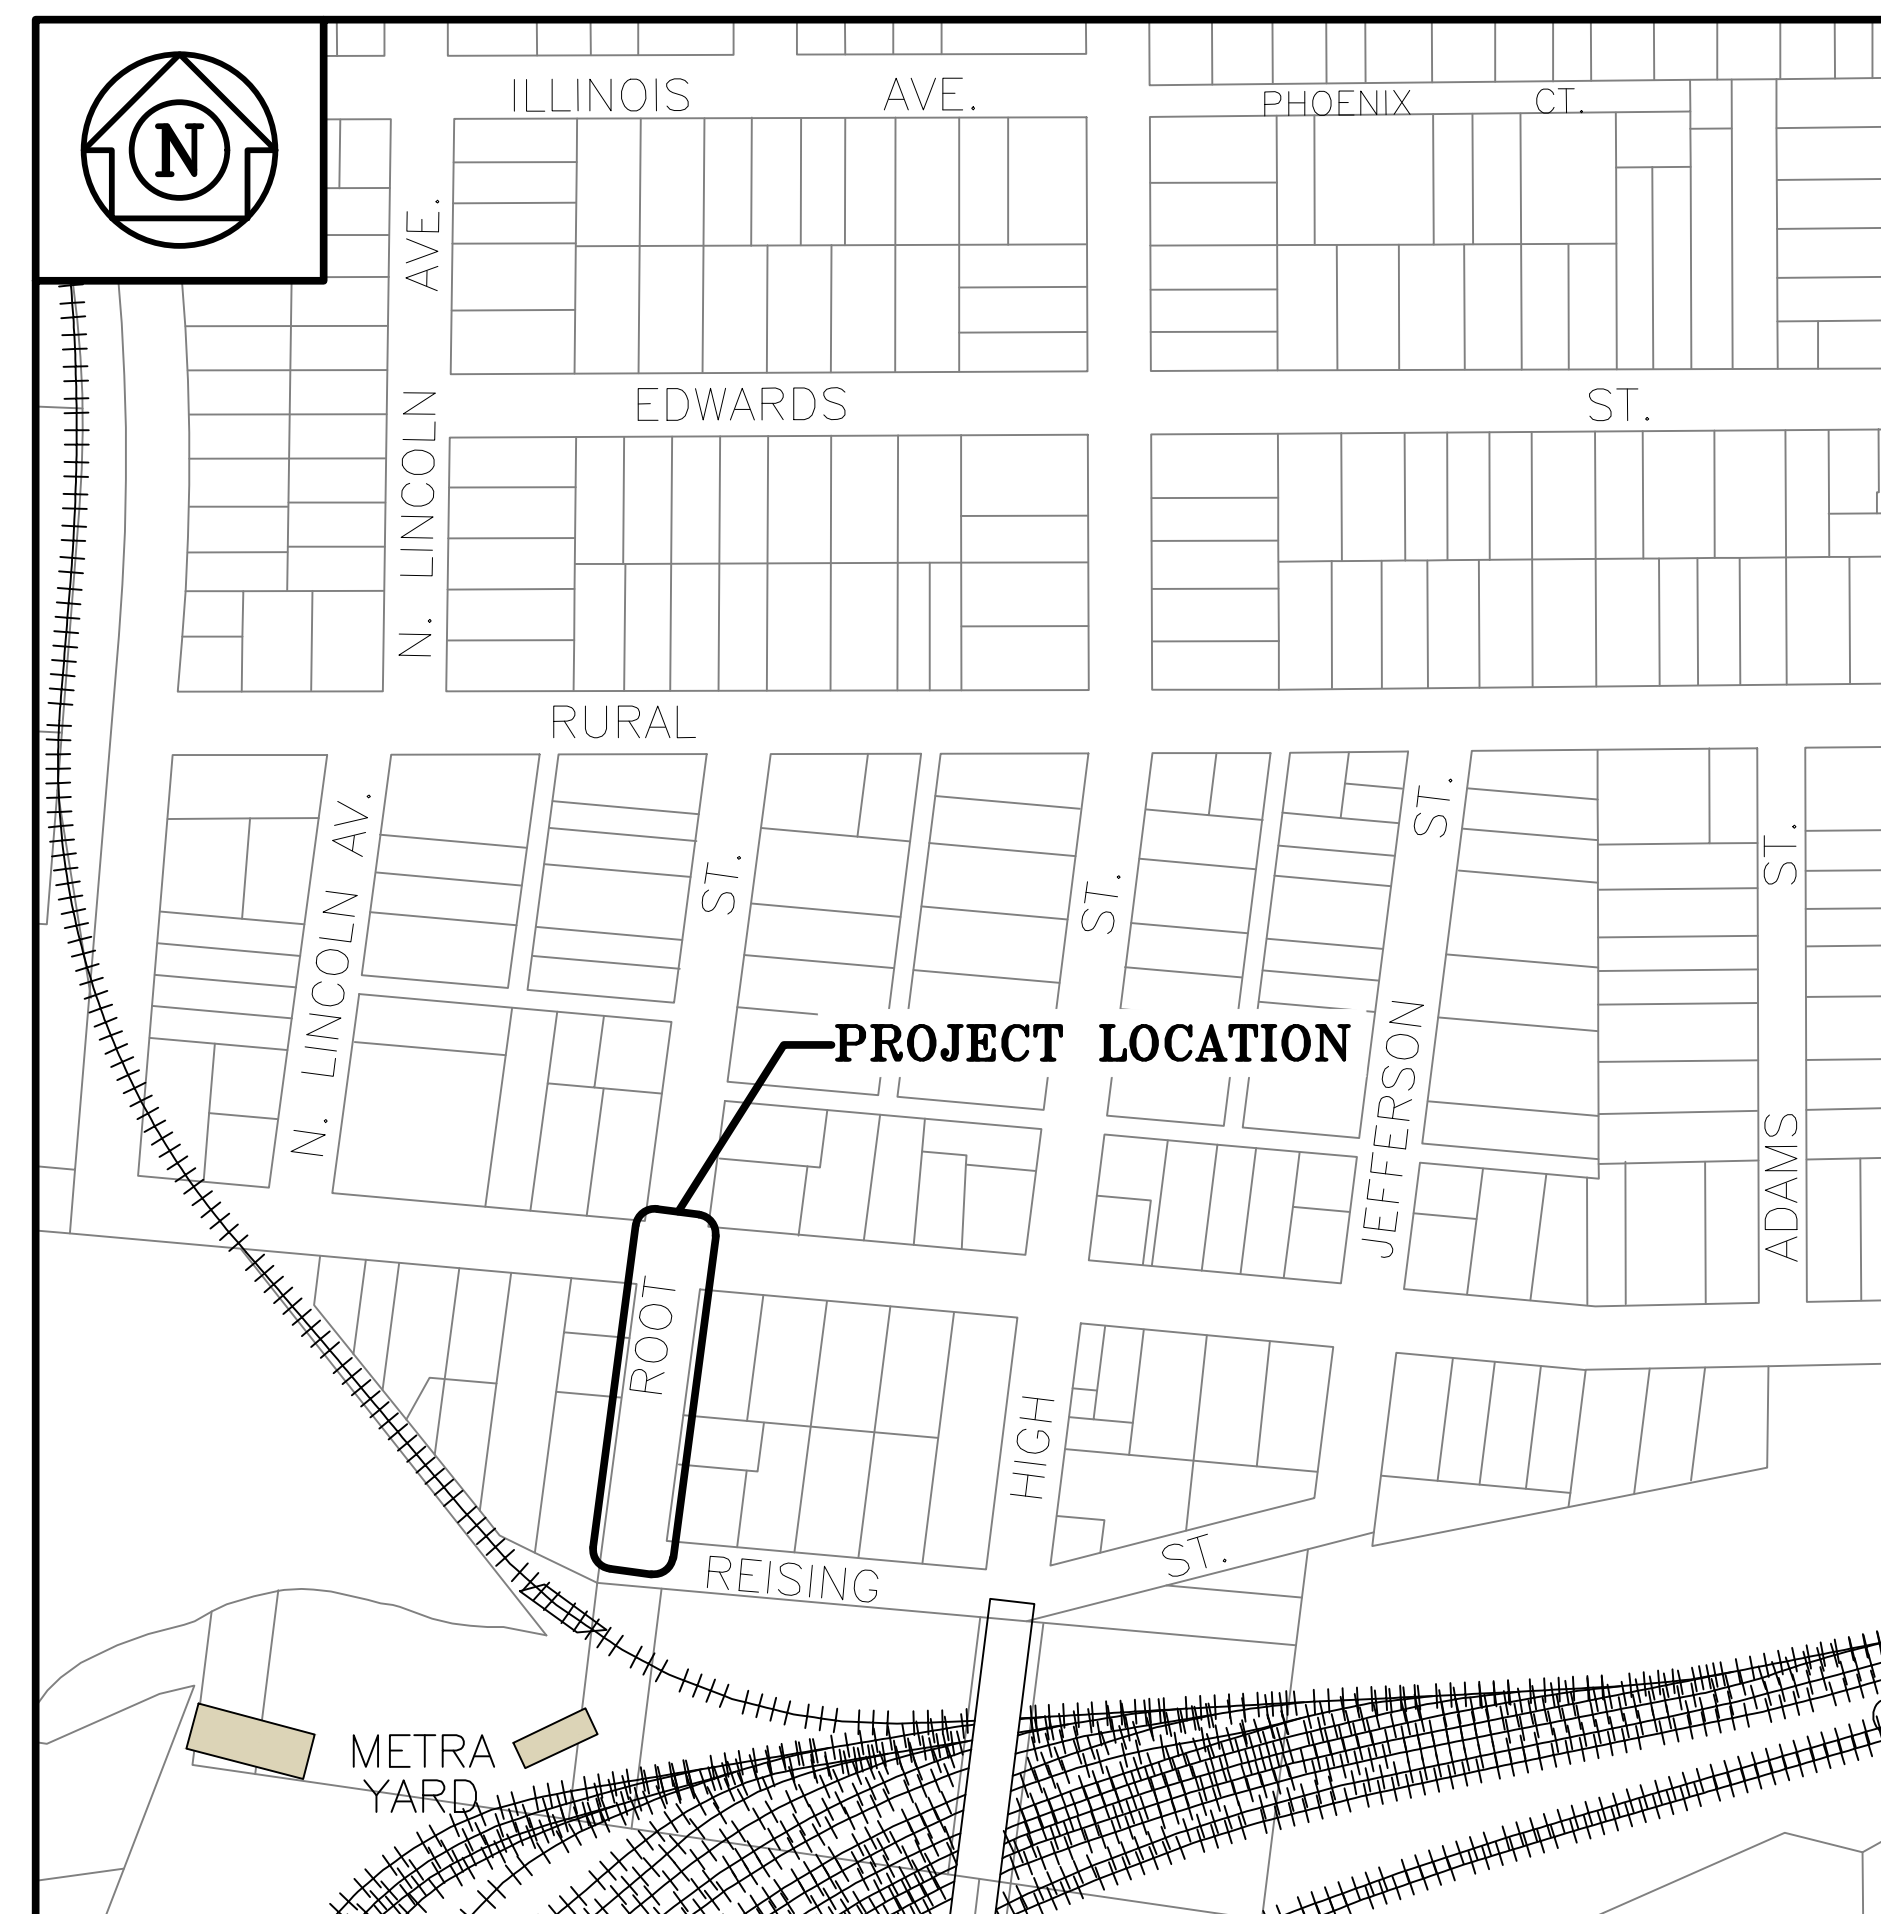 N
ILLINOIS AVE.
PHOENIX CT.
N. LINCOLN AVE.
EDWARDS ST.
RURAL
N. LINCOLN AV.
ST.
ST.
ST.
ST.
PROJECT LOCATION
JEFFERSON
ADAMS
ROOT
HIGH
REISING ST.
METRA
YARD